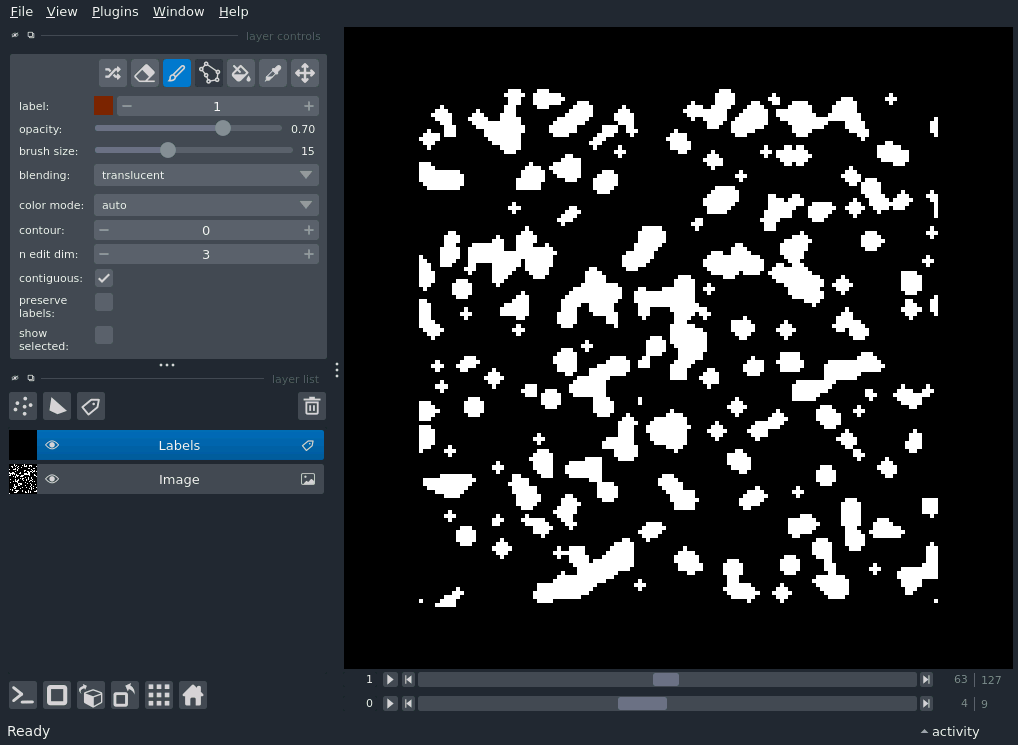 File View Plugins Window Help
layer controls
label: 1
opacity: 0.70
brush size: 15
blending: translucent
color mode: auto
contour: 0
n edit dim: 3
contiguous:
preserve
labels:
show
selected:
layer list
Labels
Image
1 63 127
0 4 9
Ready activity